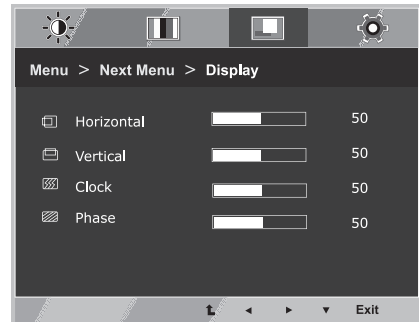 Menu > Next Menu > Display
Horizontal 50
Vertical 50
Clock 50
Phase 50
Exit